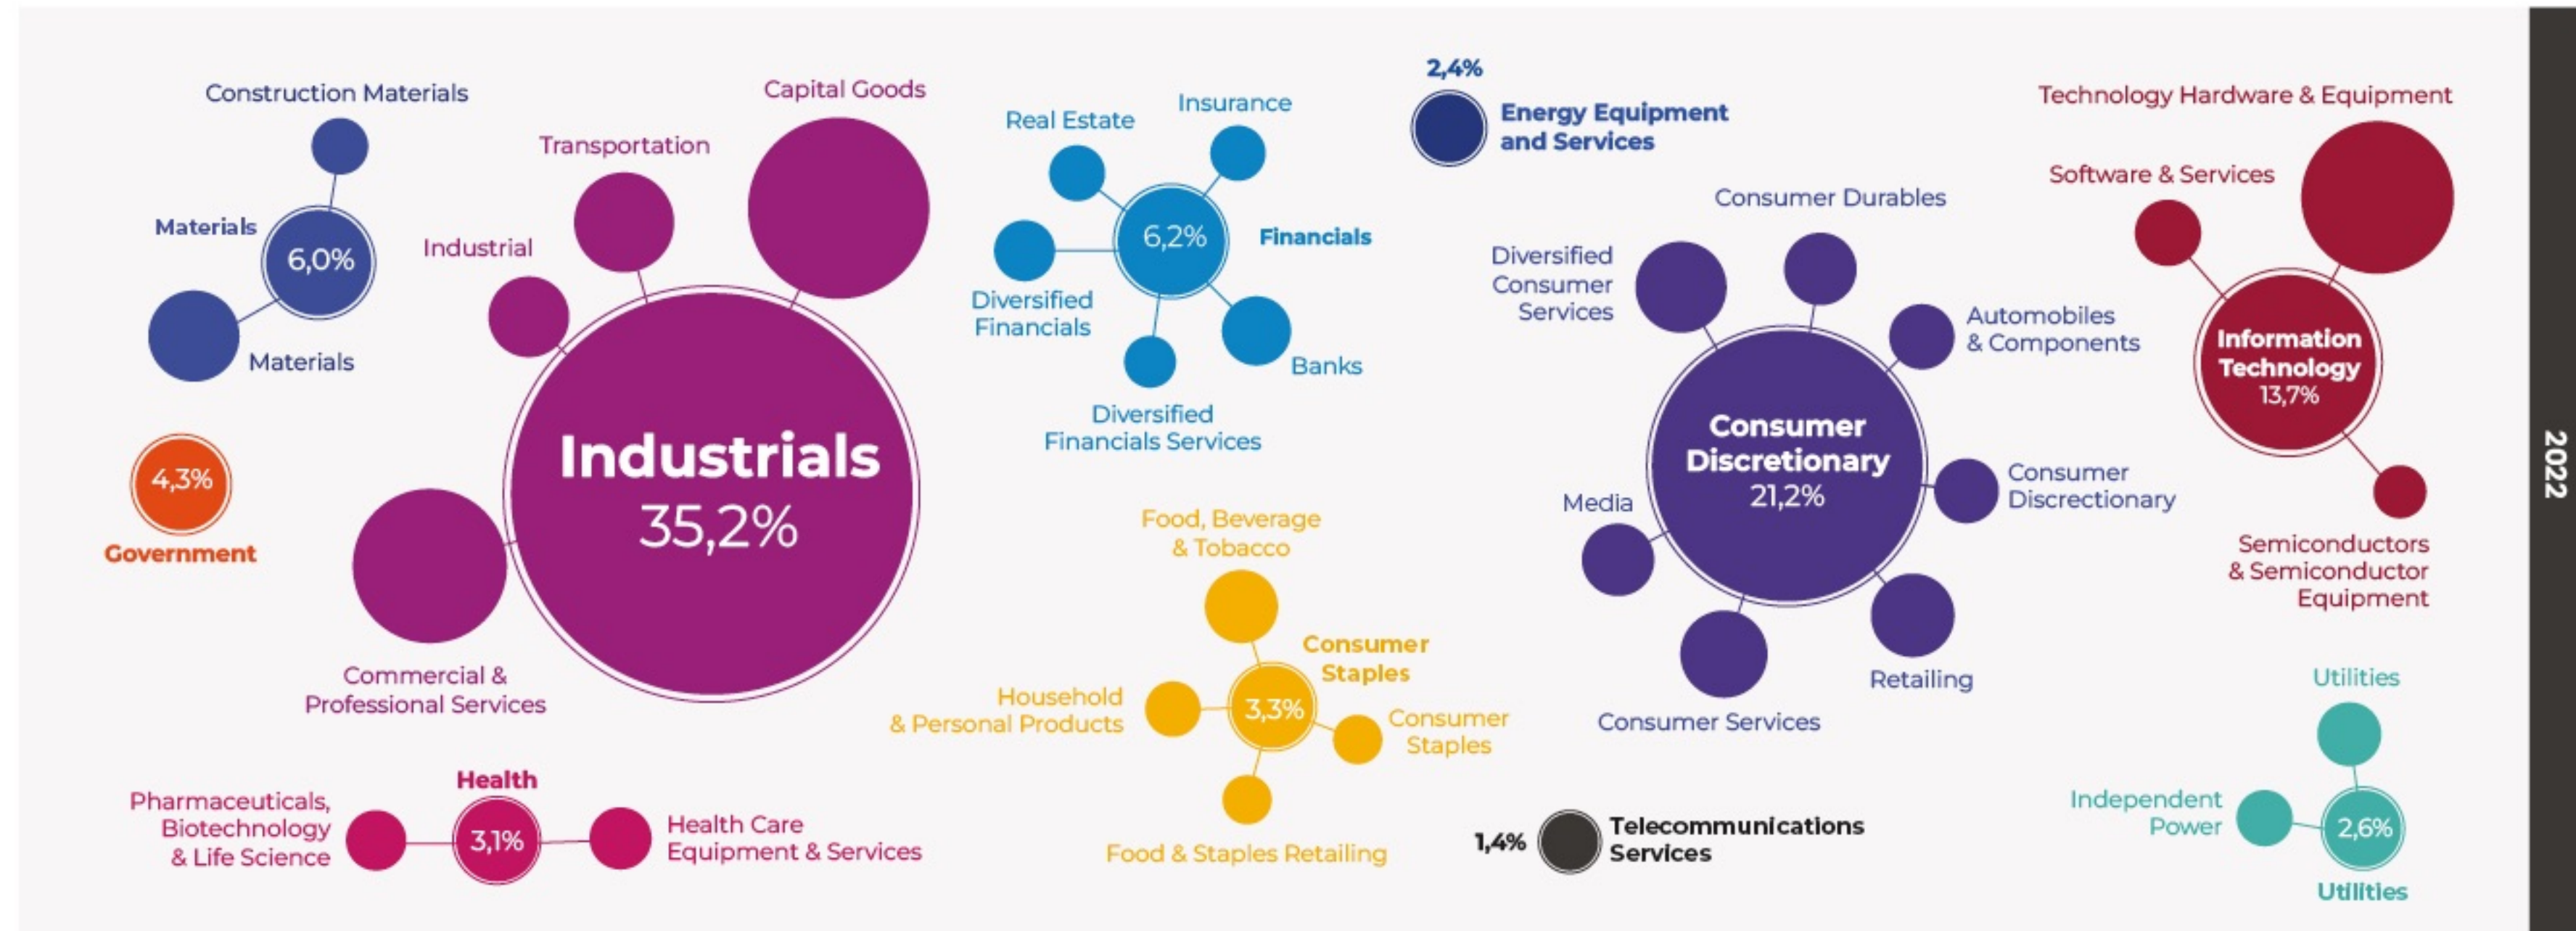 Construction Materials
Materials
6,0%
Materials
Government
4,3%
Capital Goods
Transportation
Industrial
Industrials
35,2%
Commercial &
Professional Services
Health
3,1%
Pharmaceuticals,
Biotechnology
& Life Science
Health Care
Equipment & Services
Insurance
Real Estate
6,2%
Financials
Diversified
Financials
Banks
Diversified
Financials Services
2,4%
Energy Equipment
and Services
Food, Beverage
& Tobacco
Consumer
Staples
3,3%
Household
& Personal Products
Consumer
Staples
Food & Staples Retailing
Consumer Durables
Diversified
Consumer
Services
Automobiles
& Components
Consumer
Discretionary
21,2%
Consumer
Discrectionary
Media
Retailing
Consumer Services
1,4%
Telecommunications
Services
Technology Hardware & Equipment
Software & Services
Information
Technology
13,7%
Semiconductors
& Semiconductor
Equipment
Utilities
Independent
Power
2,6%
Utilities
2022